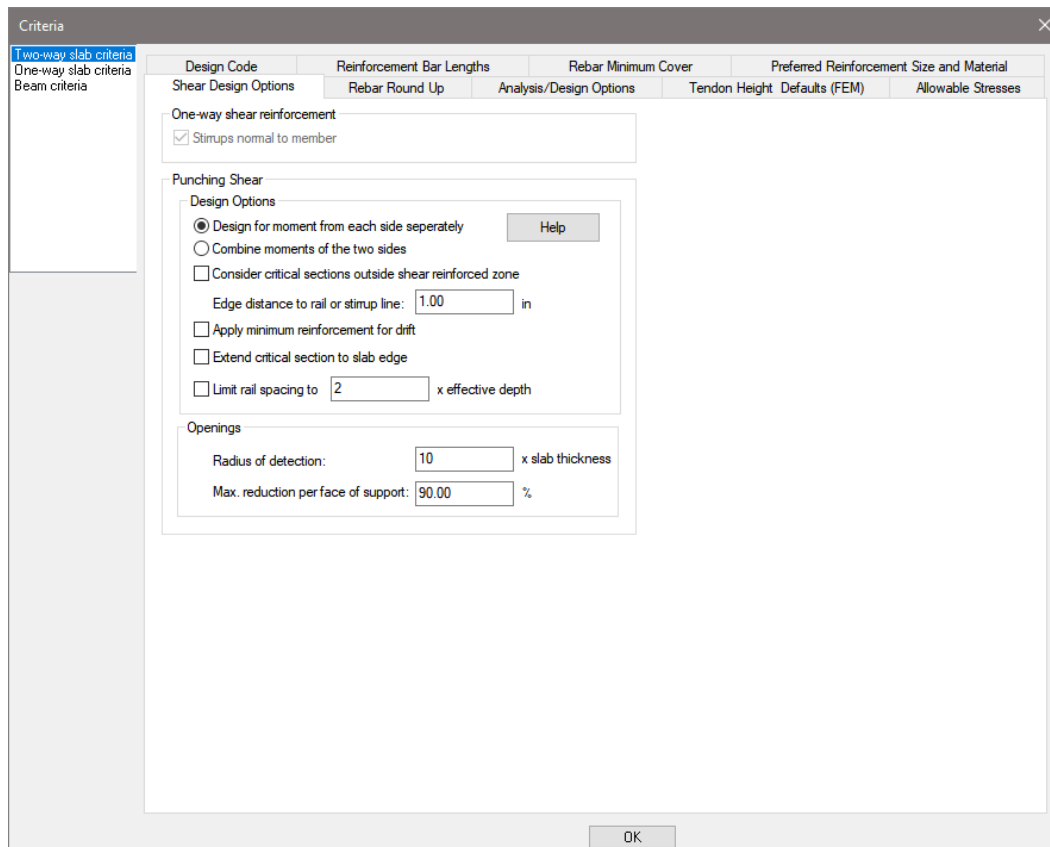 Criteria
Two-way slab criteria
One-way slab criteria
Beam criteria
Design Code Reinforcement Bar Lengths Rebar Minimum Cover Preferred Reinforcement Size and Material
Shear Design Options Rebar Round Up Analysis/Design Options Tendon Height Defaults (FEM) Allowable Stresses
One-way shear reinforcement
Stirrups normal to member
Punching Shear
Design Options
Design for moment from each side seperately Help
Combine moments of the two sides
Consider critical sections outside shear reinforced zone
Edge distance to rail or stirrup line: 1.00 in
Apply minimum reinforcement for drift
Extend critical section to slab edge
Limit rail spacing to 2 x effective depth
Openings
Radius of detection: 10 x slab thickness
Max. reduction per face of support: 90.00 %
OK